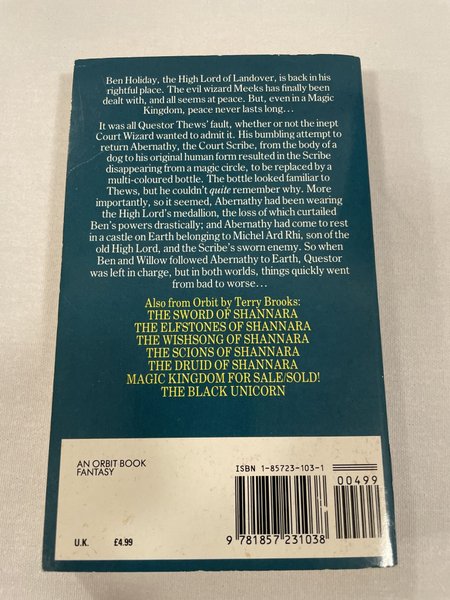 Ben Holiday, the High Lord of Landover, is back in his
rightful place. The evil wizard Meeks has finally been
dealt with, and all seems at peace. But, even in a Magic
Kingdom, peace never lasts long...
It was all Questor Thews' fault, whether or not the inept
Court Wizard wanted to admit it. His bumbling attempt to
return Abernathy, the Court Scribe, from the body of a
dog to his original human form resulted in the Scribe
disappearing from a magic circle, to be replaced by a
multi-coloured bottle. The bottle looked familiar to
Thews, but he couldn't quite remember why. More
importantly, so it seemed, Abernathy had been wearing
the High Lord's medallion, the loss of which curtailed
Ben's powers drastically; and Abernathy had come to rest
in a castle on Earth belonging to Michel Ard Rhi, son of the
old High Lord, and the Scribe's sworn enemy. So when
Ben and Willow followed Abernathy to Earth, Questor
was left in charge, but in both worlds, things quickly went
from bad to worse...
Also from Orbit by Terry Brooks:
THE SWORD OF SHANNARA
THE ELFSTONES OF SHANNARA
THE WISHSONG OF SHANNARA
THE SCIONS OF SHANNARA
THE DRUID OF SHANNARA
MAGIC KINGDOM FOR SALE/SOLD!
THE BLACK UNICORN
AN ORBIT BOOK
FANTASY
U.K. £4.99
ISBN 1-85723-103-1
00499
9 781857 231038